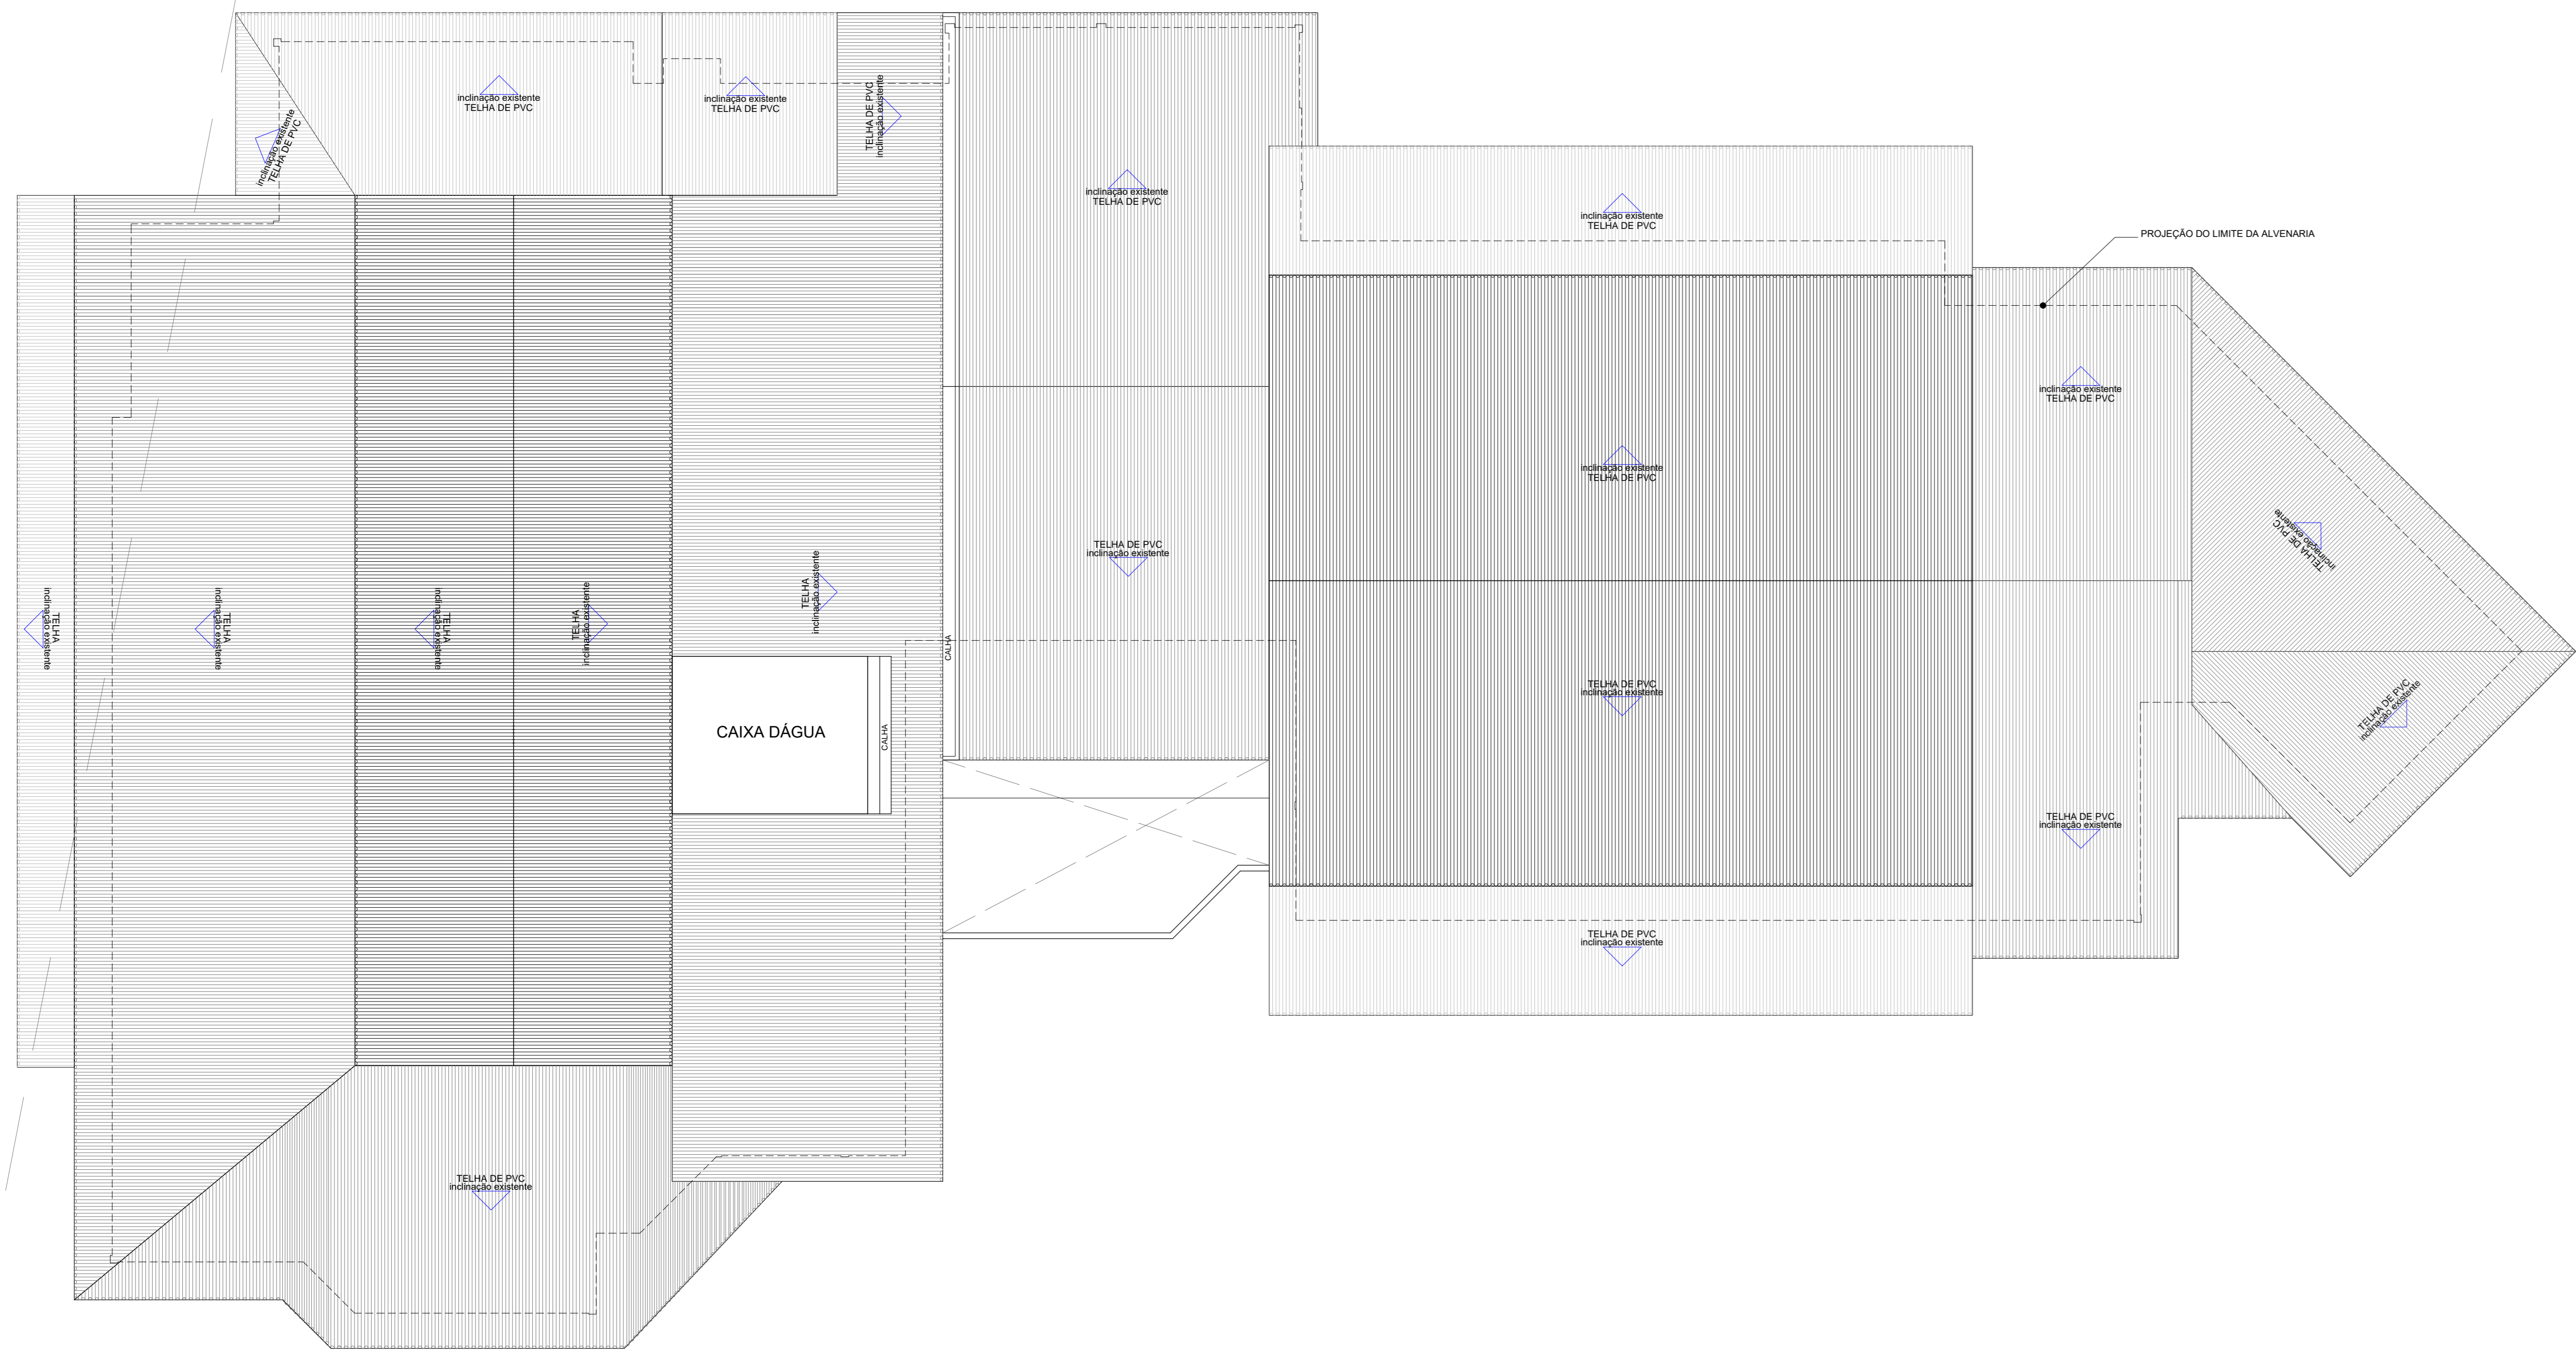 inclinação existente
TELHA DE PVC
inclinação existente
TELHA DE PVC
TELHA DE PVC
inclinação existente
inclinação existente
TELHA DE PVC
inclinação existente
TELHA DE PVC
inclinação existente
TELHA DE PVC
PROJEÇÃO DO LIMITE DA ALVENARIA
inclinação existente
TELHA DE PVC
inclinação existente
TELHA DE PVC
inclinação existente
TELHA DE PVC
TELHA DE PVC
inclinação existente
TELHA
inclinação existente
TELHA
inclinação existente
TELHA
inclinação existente
TELHA
inclinação existente
TELHA
inclinação existente
CALHA
TELHA DE PVC
inclinação existente
TELHA DE PVC
inclinação existente
CAIXA DÁGUA
CALHA
TELHA DE PVC
inclinação existente
TELHA DE PVC
inclinação existente
TELHA DE PVC
inclinação existente